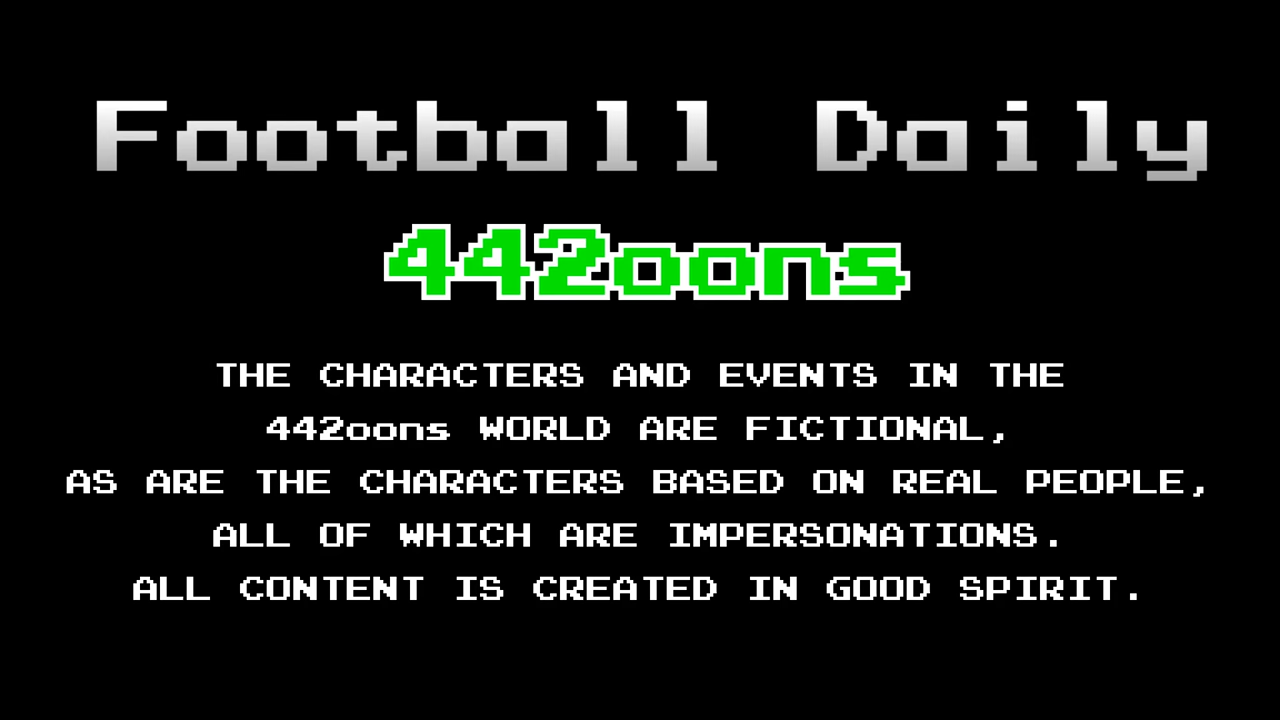 Football Daily
442oons
THE CHARACTERS AND EVENTS IN THE
442oons WORLD ARE FICTIONAL,
AS ARE THE CHARACTERS BASED ON REAL PEOPLE,
ALL OF WHICH ARE IMPERSONATIONS.
ALL CONTENT IS CREATED IN GOOD SPIRIT.